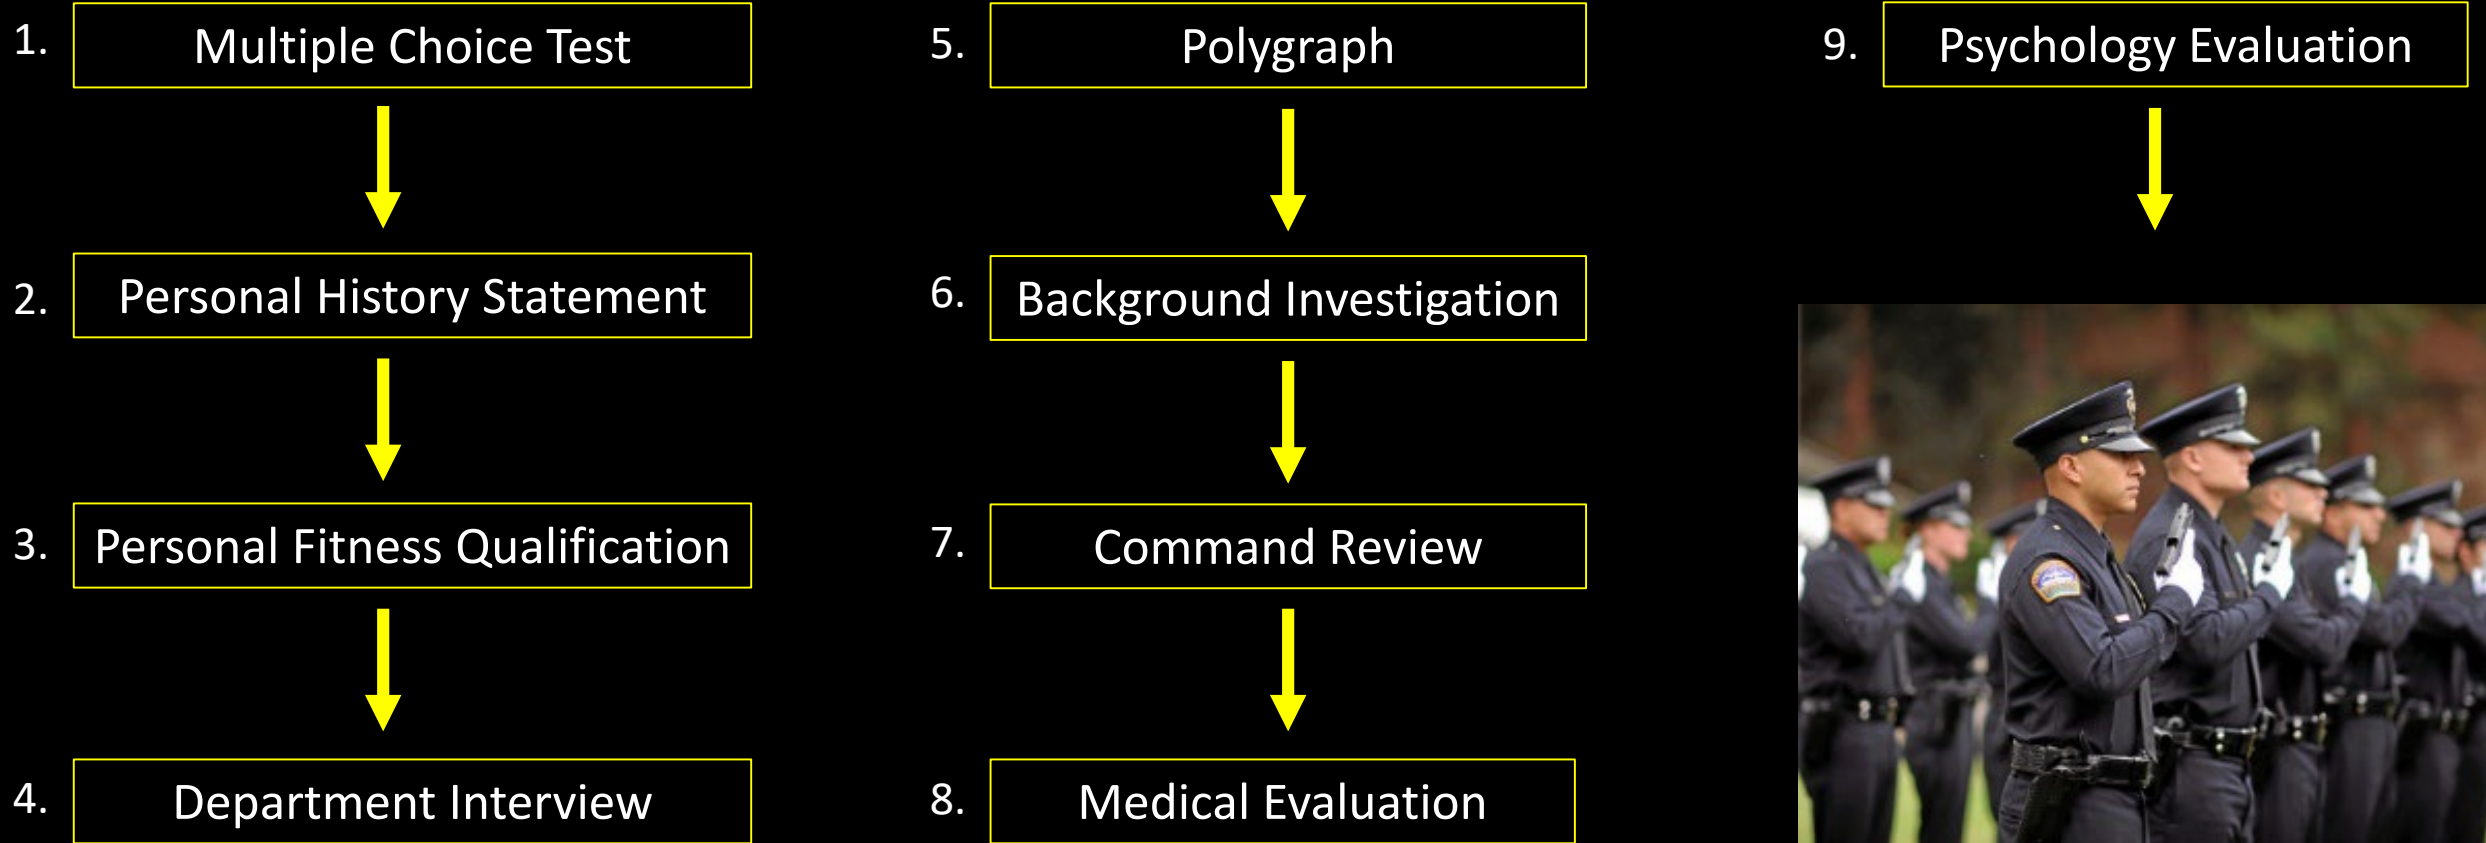 1. Multiple Choice Test
2. Personal History Statement
3. Personal Fitness Qualification
4. Department Interview
5. Polygraph
6. Background Investigation
7. Command Review
8. Medical Evaluation
9. Psychology Evaluation